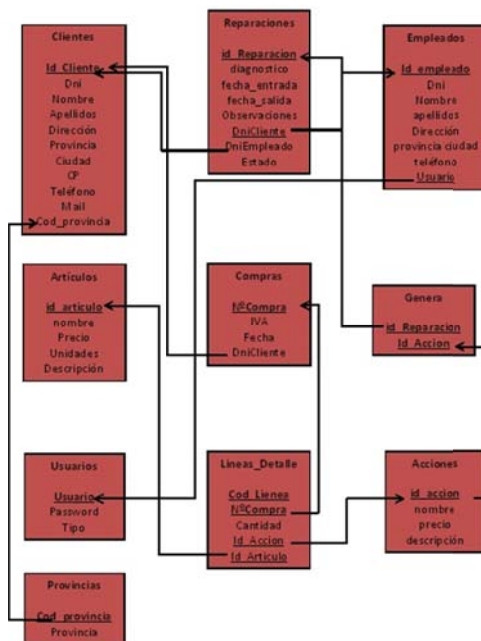 Clientes
Id_Cliente
Dni
Nombre
Apellidos
Dirección
Provincia
Ciudad
CP
Teléfono
Mail
Cod_provincia
Reparaciones
id_Reparacion
diagnostico
fecha_entrada
fecha_salida
Observaciones
DniCliente
DniEmpleado
Estado
Empleados
Id_empleado
Dni
Nombre
apellidos
Dirección
provincia ciudad
teléfono
Usuario
Artículos
id_articulo
nombre
Precio
Unidades
Descripción
Compras
NºCompra
IVA
Fecha
DniCliente
Genera
id_Reparacion
Id_Accion
Usuarios
Usuario
Password
Tipo
Lineas_Detalle
Cod_Lienea
NºCompra
Cantidad
Id_Accion
Id_Articulo
Acciones
id_accion
nombre
precio
descripción
Provincias
Cod_provincia
Provincia